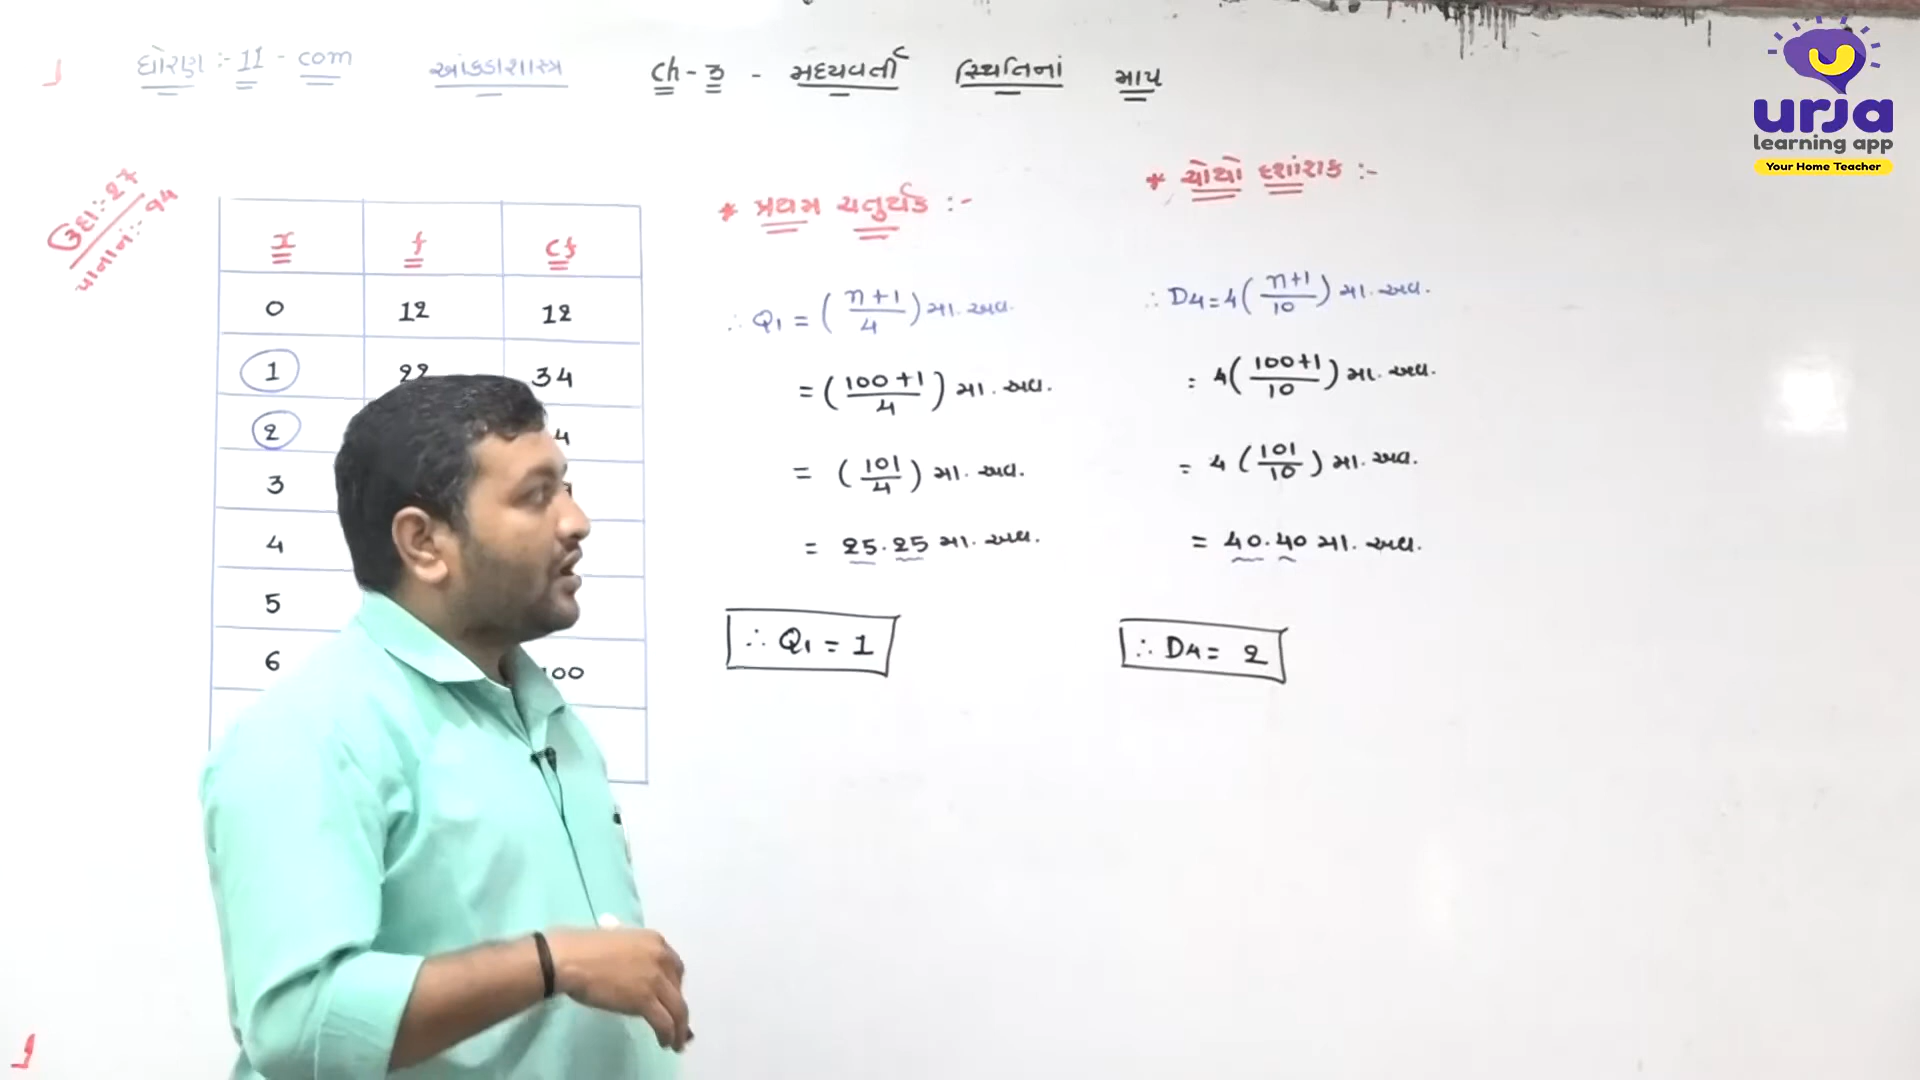 ધોરણ :- 11 - com આંકડાશાસ્ત્ર Ch - 3 - મધ્યવર્તી સ્થિતિનાં માપ
urja
learning app
Your Home Teacher
ઉદા:- 27
પાનાનં:- 94
x f cf
0 12 12
1 22 34
2 4
3
4
5
6 100
* પ્રથમ ચતુર્થક :-
∴ Q1 = (n+1/4) મા. અવ.
= (100+1/4) મા. અવ.
= (101/4) મા. અવ.
= 25.25 મા. અવ.
∴ Q1 = 1
* ચોથો દશાંશક :-
∴ D4 = 4(n+1/10) મા. અવ.
= 4(100+1/10) મા. અવ.
= 4(101/10) મા. અવ.
= 40.40 મા. અવ.
∴ D4 = 2